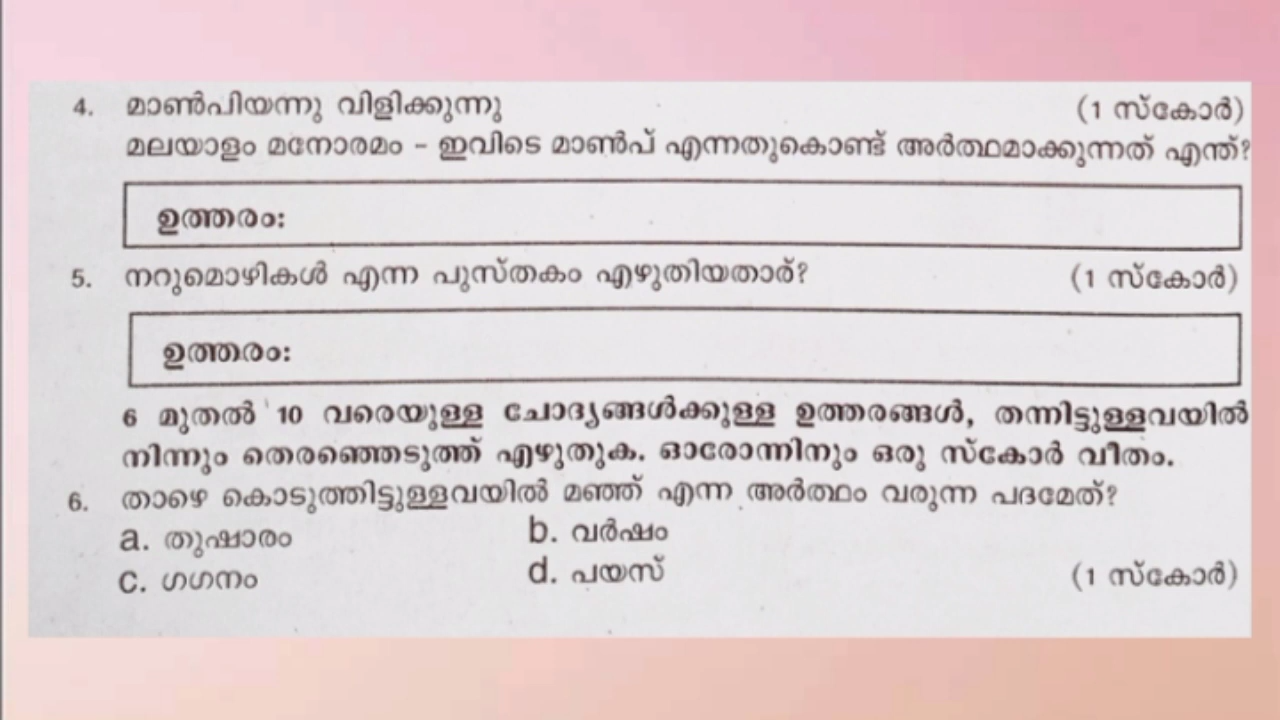 4. മാൺപിയന്നു വിളിക്കുന്നു (1 സ്കോർ)
മലയാളം മനോരമം - ഇവിടെ മാൺപ് എന്നതുകൊണ്ട് അർത്ഥമാക്കുന്നത് എന്ത്?
ഉത്തരം:
5. നറുമൊഴികൾ എന്ന പുസ്തകം എഴുതിയതാര്? (1 സ്കോർ)
ഉത്തരം:
6 മുതൽ 10 വരെയുള്ള ചോദ്യങ്ങൾക്കുള്ള ഉത്തരങ്ങൾ, തന്നിട്ടുള്ളവയിൽ
നിന്നും തെരഞ്ഞെടുത്ത് എഴുതുക. ഓരോന്നിനും ഒരു സ്കോർ വീതം.
6. താഴെ കൊടുത്തിട്ടുള്ളവയിൽ മഞ്ഞ് എന്ന അർത്ഥം വരുന്ന പദമേത്?
a. തുഷാരം b. വർഷം
c. ഗഗനം d. പയസ് (1 സ്കോർ)